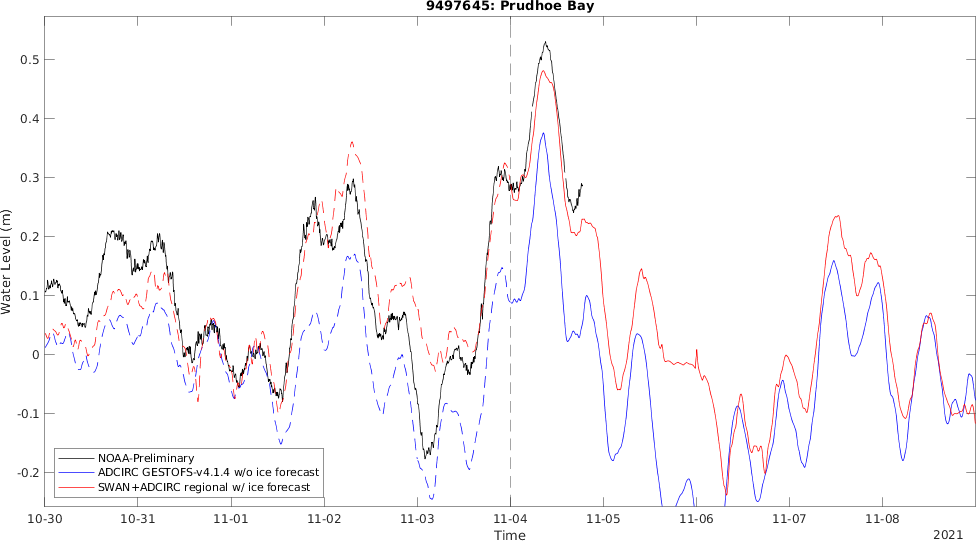 9497645: Prudhoe Bay
Water Level (m)
0.5
0.4
0.3
0.2
0.1
0
-0.1
-0.2
NOAA-Preliminary
ADCIRC GESTOFS-v4.1.4 w/o ice forecast
SWAN+ADCIRC regional w/ ice forecast
10-30 10-31 11-01 11-02 11-03 11-04 11-05 11-06 11-07 11-08
Time
2021